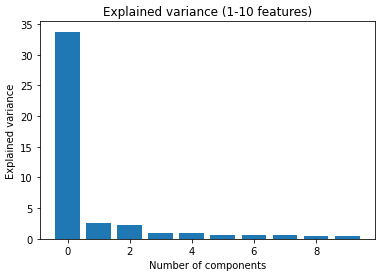 Explained variance (1-10 features)
35
30
25
20
15
10
5
0
Explained variance
0 2 4 6 8
Number of components